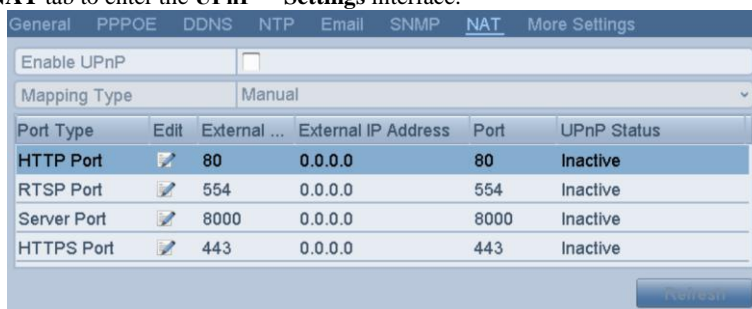 NAT tab to enter the UPnP™ Settings interface.
General PPPOE DDNS NTP Email SNMP NAT More Settings
Enable UPnP
Mapping Type Manual
Port Type Edit External ... External IP Address Port UPnP Status
HTTP Port 80 0.0.0.0 80 Inactive
RTSP Port 554 0.0.0.0 554 Inactive
Server Port 8000 0.0.0.0 8000 Inactive
HTTPS Port 443 0.0.0.0 443 Inactive
Refresh